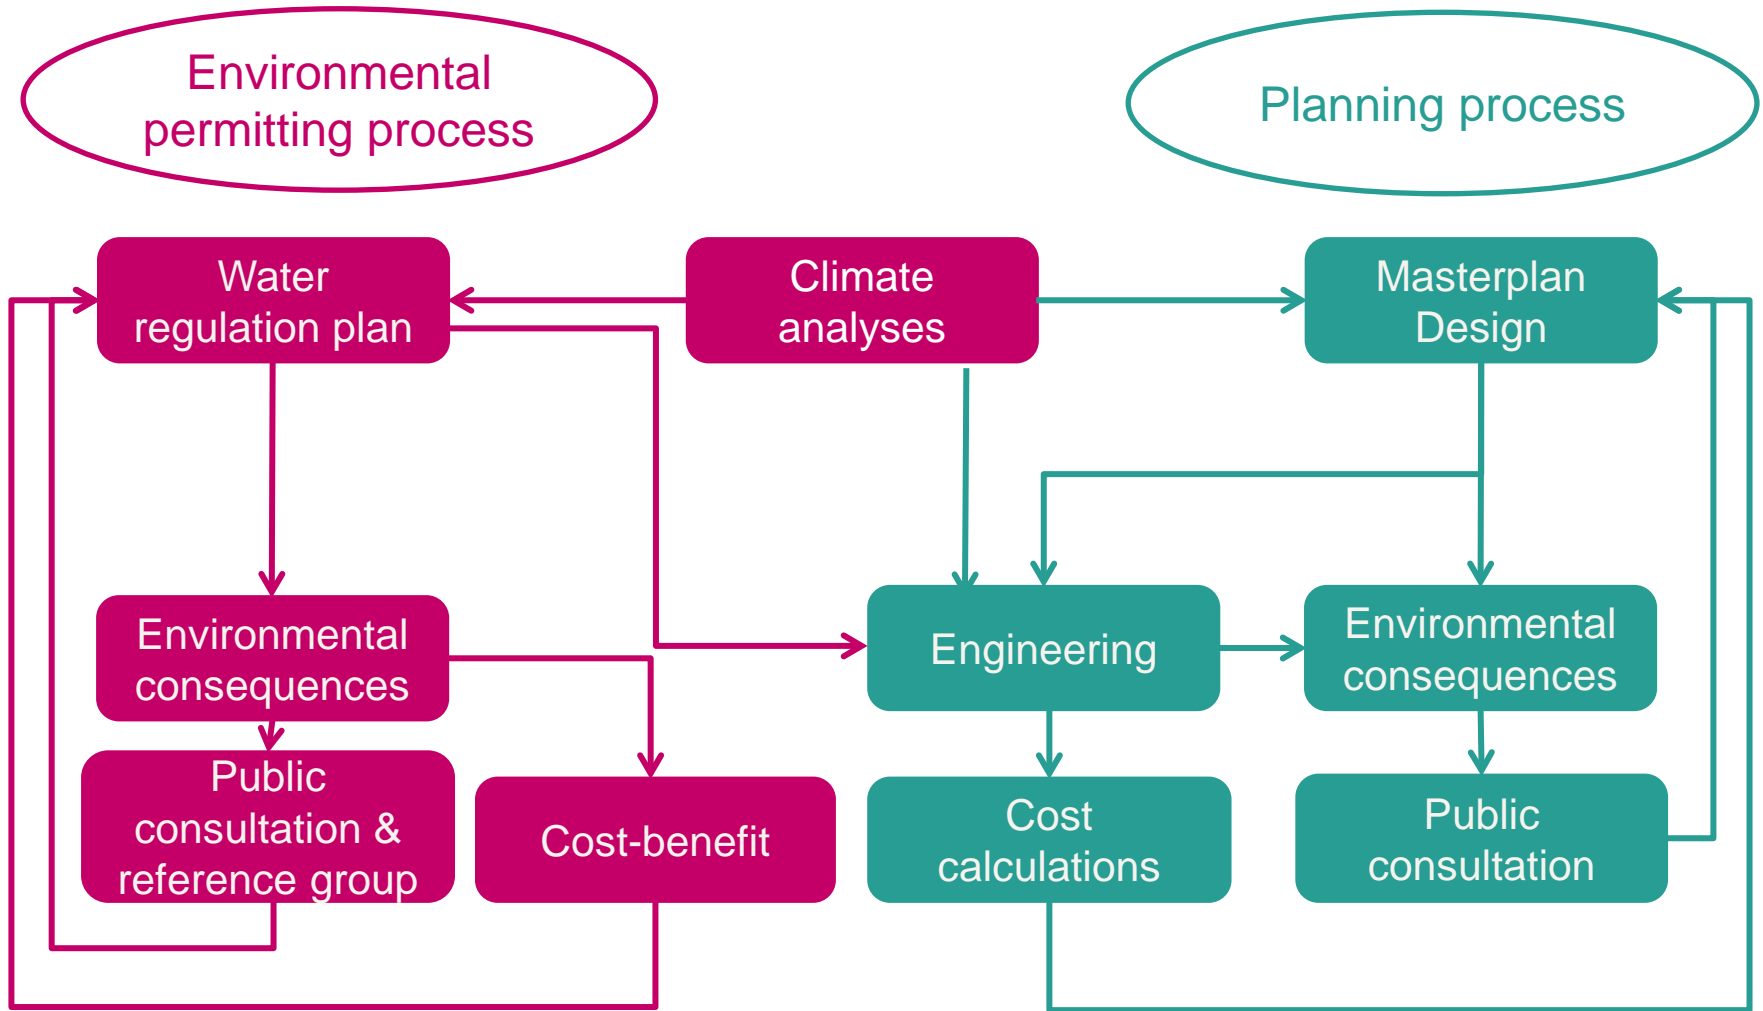 Environmental
permitting process
Planning process
Water
regulation plan
Climate
analyses
Masterplan
Design
Environmental
consequences
Engineering
Environmental
consequences
Public
consultation &
reference group
Cost-benefit
Cost
calculations
Public
consultation